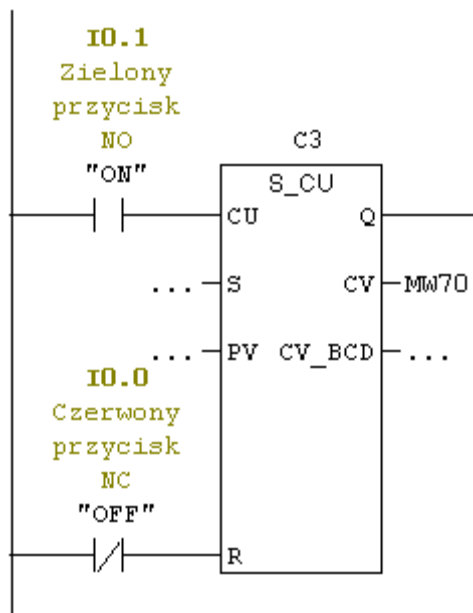 I0.1
Zielony
przycisk
NO
"ON"
C3
S_CU
CU Q
... S CV MW70
... PV CV_BCD ...
I0.0
Czerwony
przycisk
NC
"OFF"
R